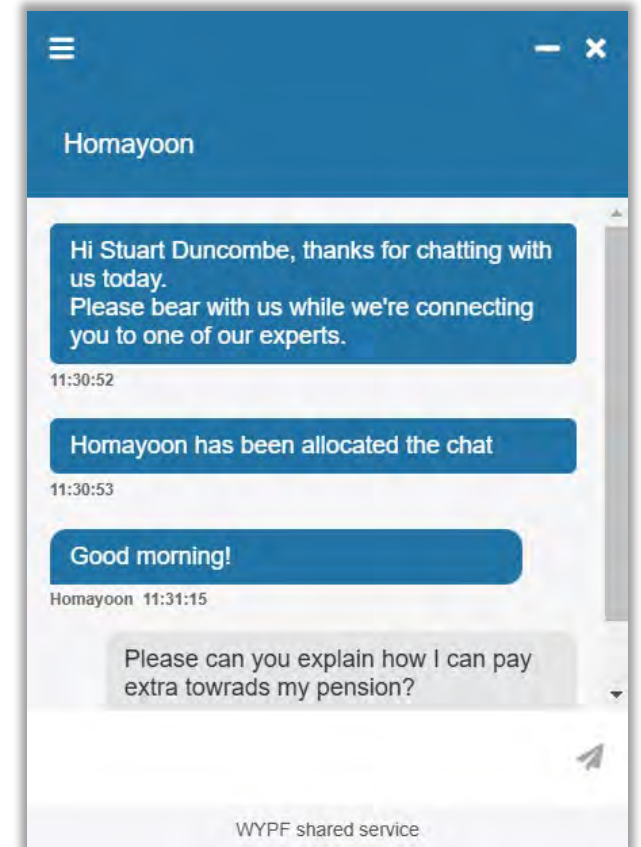 Homayoon
Hi Stuart Duncombe, thanks for chatting with
us today.
Please bear with us while we're connecting
you to one of our experts.
11:30:52
Homayoon has been allocated the chat
11:30:53
Good morning!
Homayoon 11:31:15
Please can you explain how I can pay
extra towrads my pension?
WYPF shared service